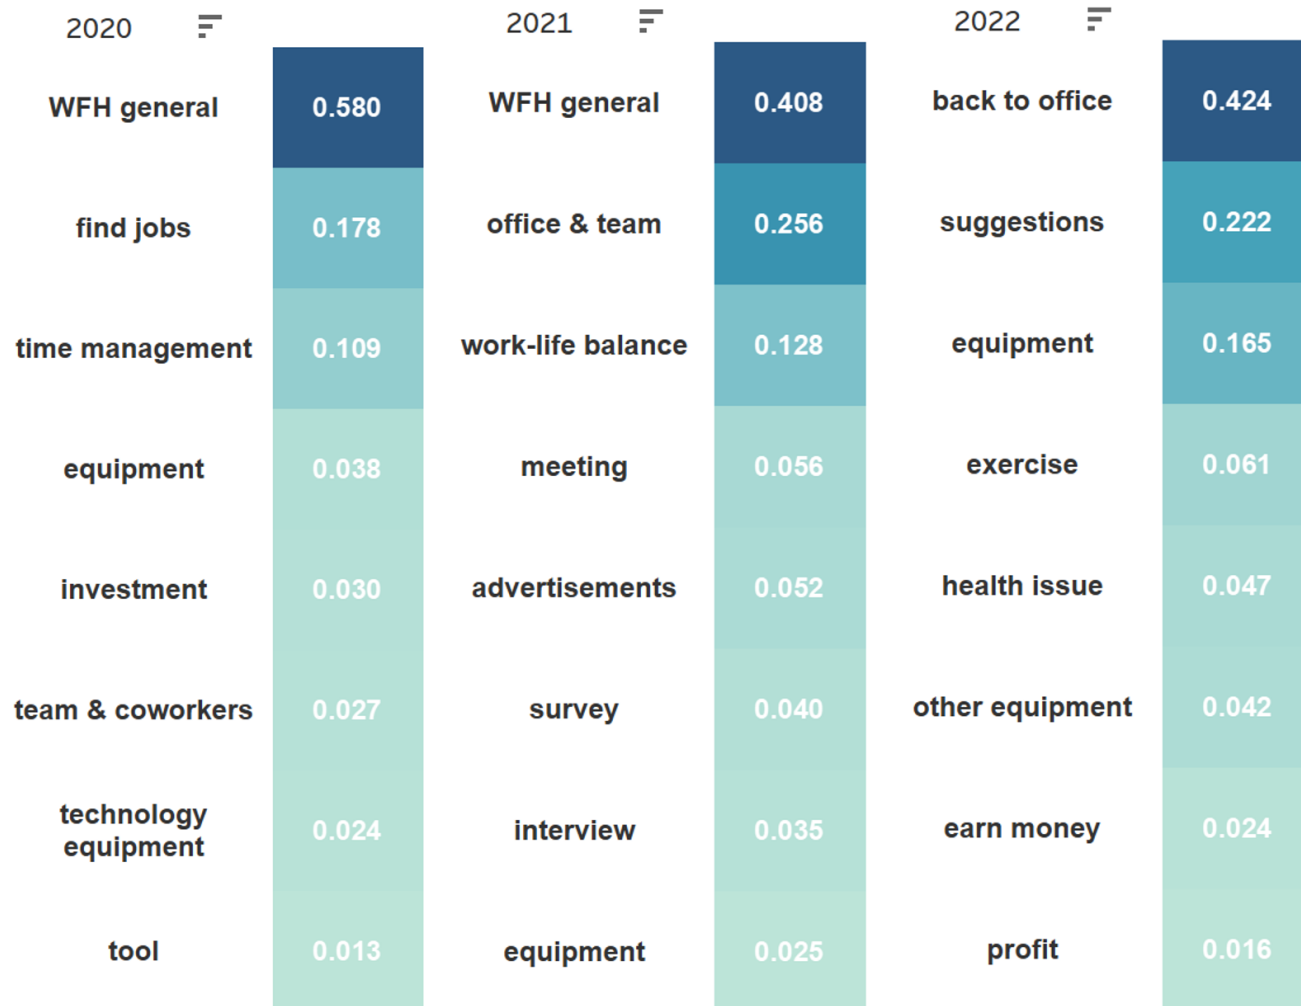 2020
WFH general 0.580
find jobs 0.178
time management 0.109
equipment 0.038
investment 0.030
team & coworkers 0.027
technology
equipment 0.024
tool 0.013
2021
WFH general 0.408
office & team 0.256
work-life balance 0.128
meeting 0.056
advertisements 0.052
survey 0.040
interview 0.035
equipment 0.025
2022
back to office 0.424
suggestions 0.222
equipment 0.165
exercise 0.061
health issue 0.047
other equipment 0.042
earn money 0.024
profit 0.016